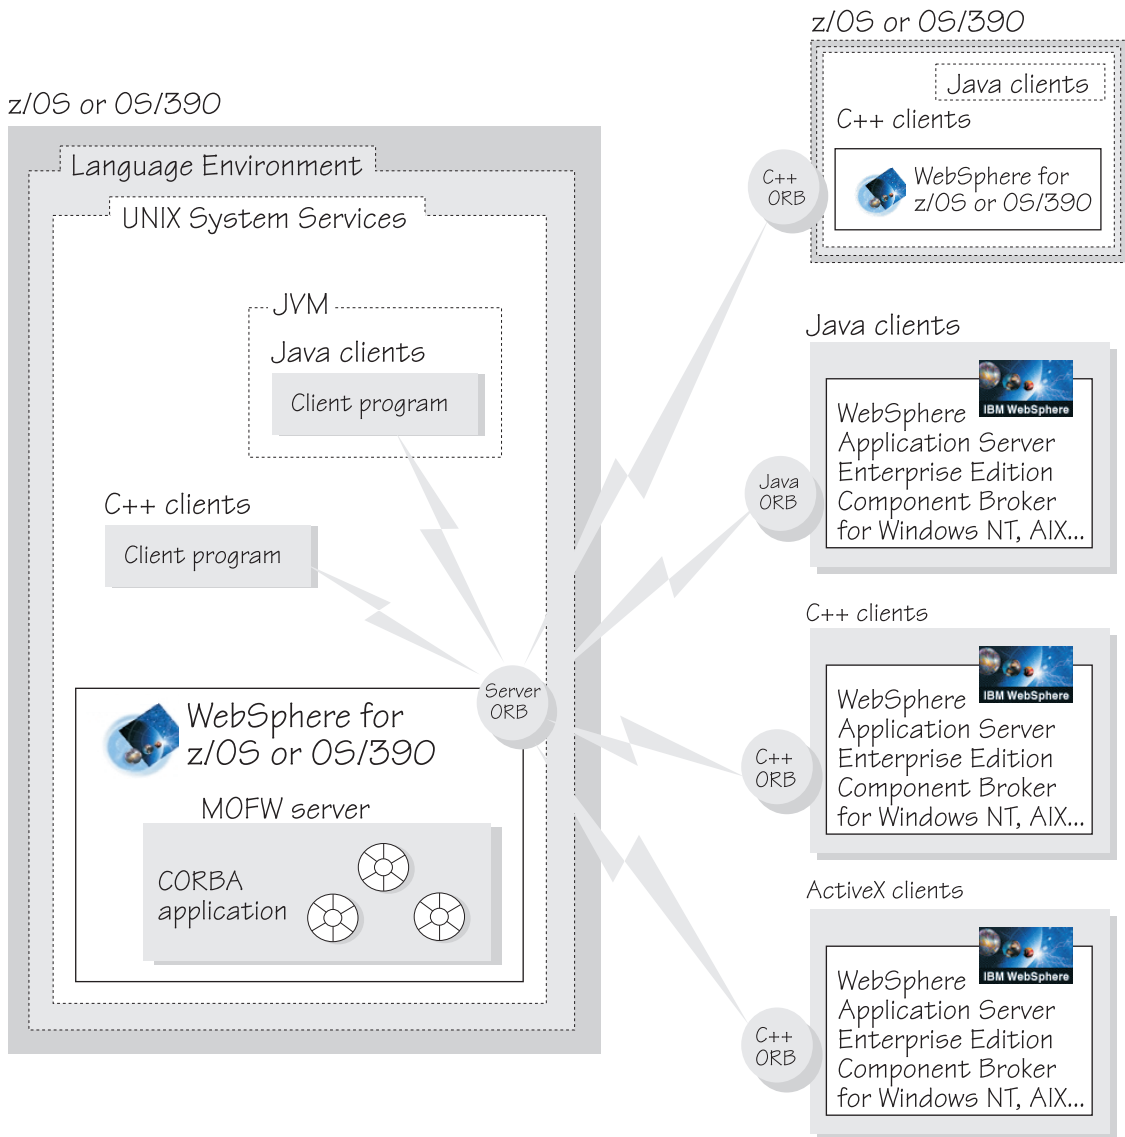 z/OS or OS/390
Language Environment
UNIX System Services
JVM
Java clients
Client program
C++ clients
Client program
Server
ORB
WebSphere for
z/OS or OS/390
MOFW server
CORBA
application
z/OS or OS/390
Java clients
C++ clients
C++
ORB
WebSphere for
z/OS or OS/390
Java clients
Java
ORB
IBM WebSphere
WebSphere
Application Server
Enterprise Edition
Component Broker
for Windows NT, AIX...
C++ clients
C++
ORB
IBM WebSphere
WebSphere
Application Server
Enterprise Edition
Component Broker
for Windows NT, AIX...
ActiveX clients
C++
ORB
IBM WebSphere
WebSphere
Application Server
Enterprise Edition
Component Broker
for Windows NT, AIX...